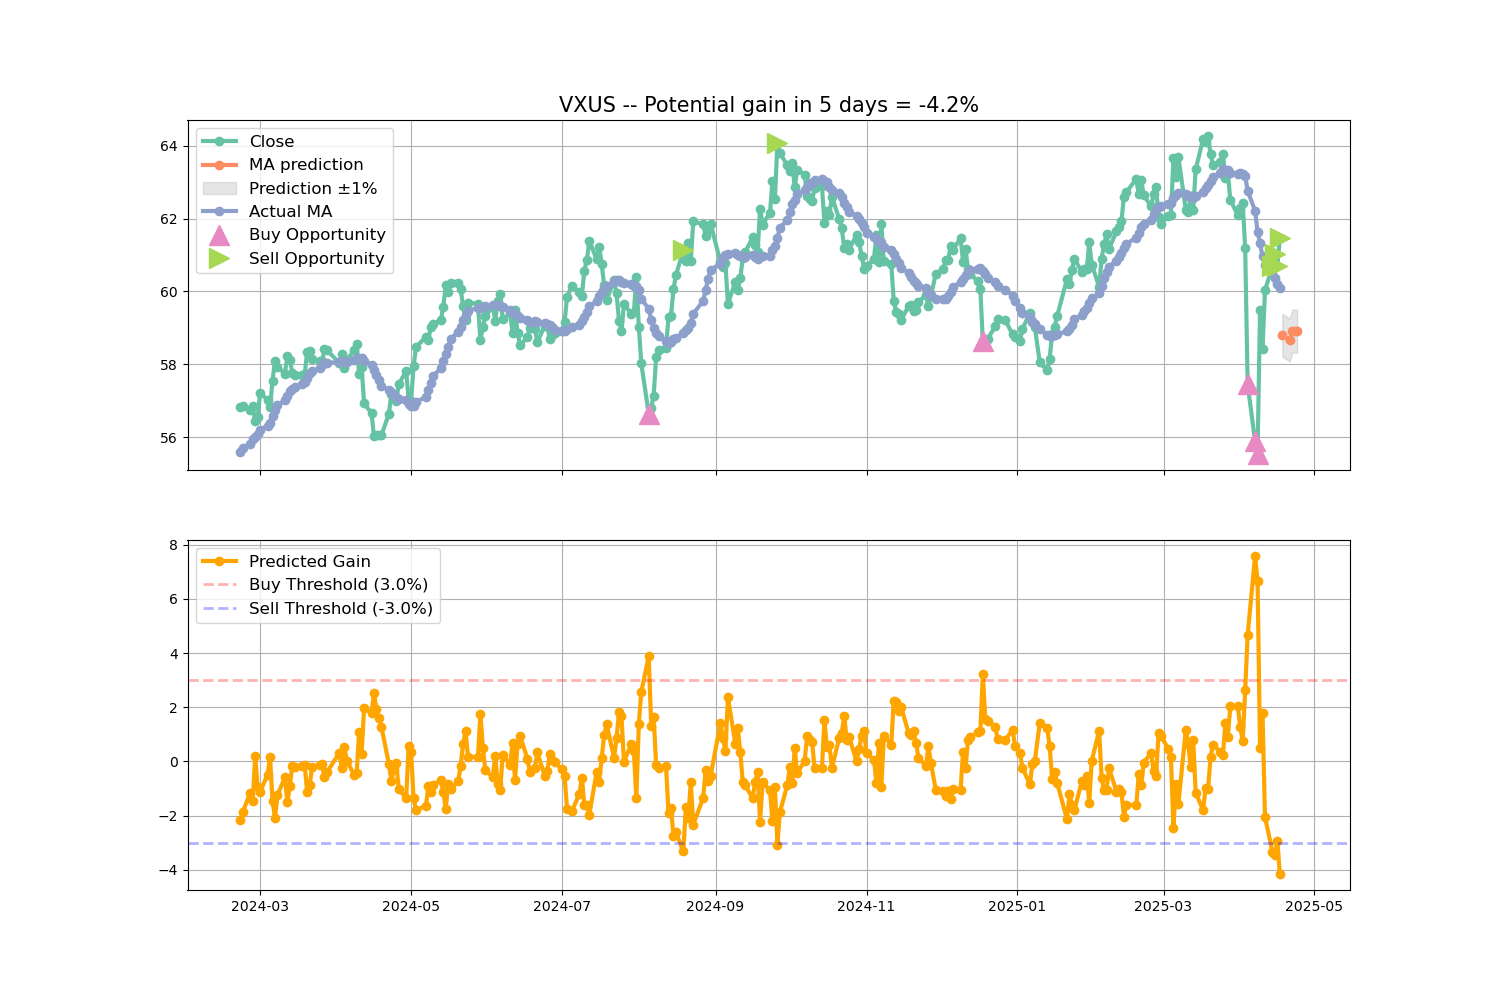 VXUS -- Potential gain in 5 days = -4.2%
Close
MA prediction
Prediction ±1%
Actual MA
Buy Opportunity
Sell Opportunity
64
62
60
58
56
Predicted Gain
Buy Threshold (3.0%)
Sell Threshold (-3.0%)
8
6
4
2
0
−2
−4
2024-03 2024-05 2024-07 2024-09 2024-11 2025-01 2025-03 2025-05